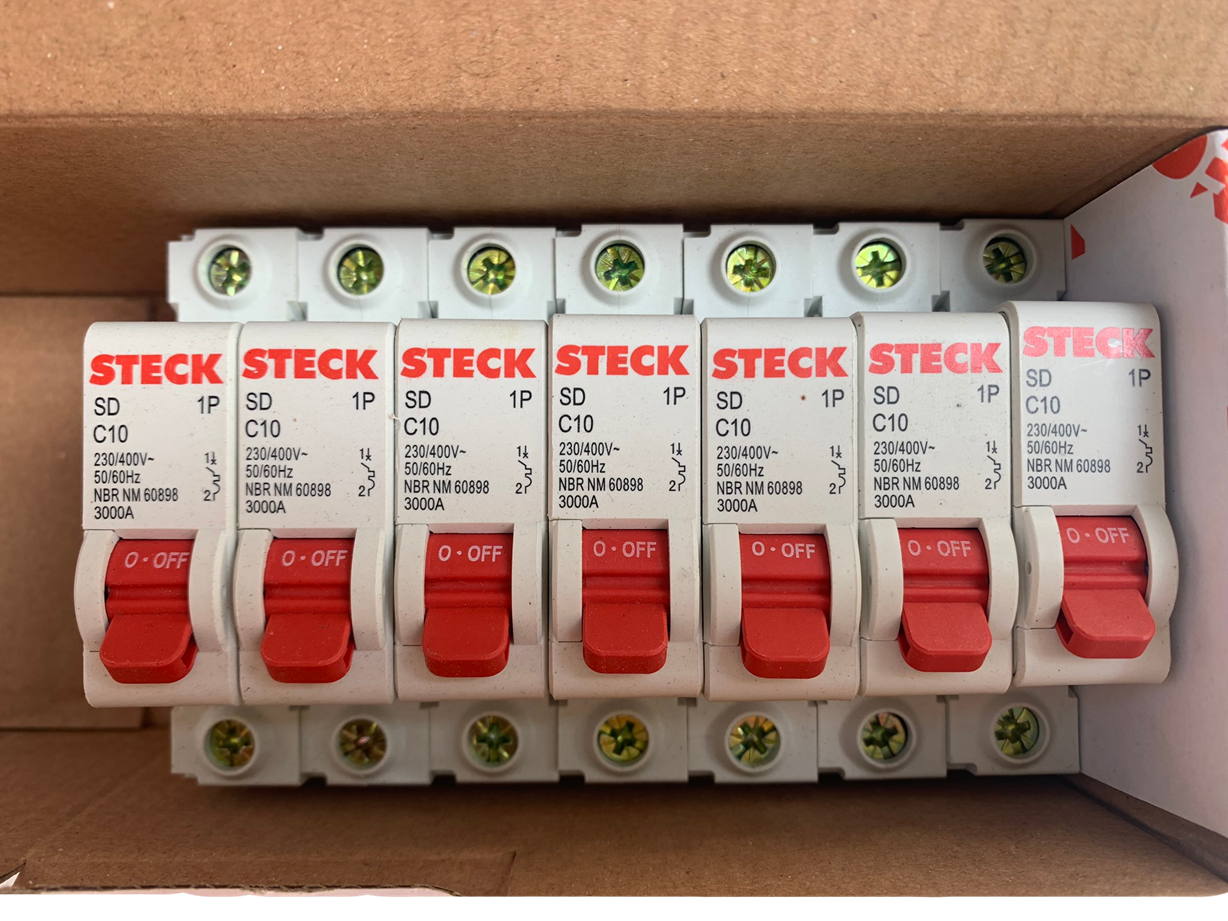 STECK
SD 1P
C10
230/400V~
50/60Hz
NBR NM 60898
3000A
1
2
O·OFF
STECK
SD 1P
C10
230/400V~
50/60Hz
NBR NM 60898
3000A
1
2
O·OFF
STECK
SD 1P
C10
230/400V~
50/60Hz
NBR NM 60898
3000A
1
2
O·OFF
STECK
SD 1P
C10
230/400V~
50/60Hz
NBR NM 60898
3000A
1
2
O·OFF
STECK
SD 1P
C10
230/400V~
50/60Hz
NBR NM 60898
3000A
1
2
O·OFF
STECK
SD 1P
C10
230/400V~
50/60Hz
NBR NM 60898
3000A
1
2
O·OFF
STECK
SD 1P
C10
230/400V~
50/60Hz
NBR NM 60898
3000A
1
2
O·OFF